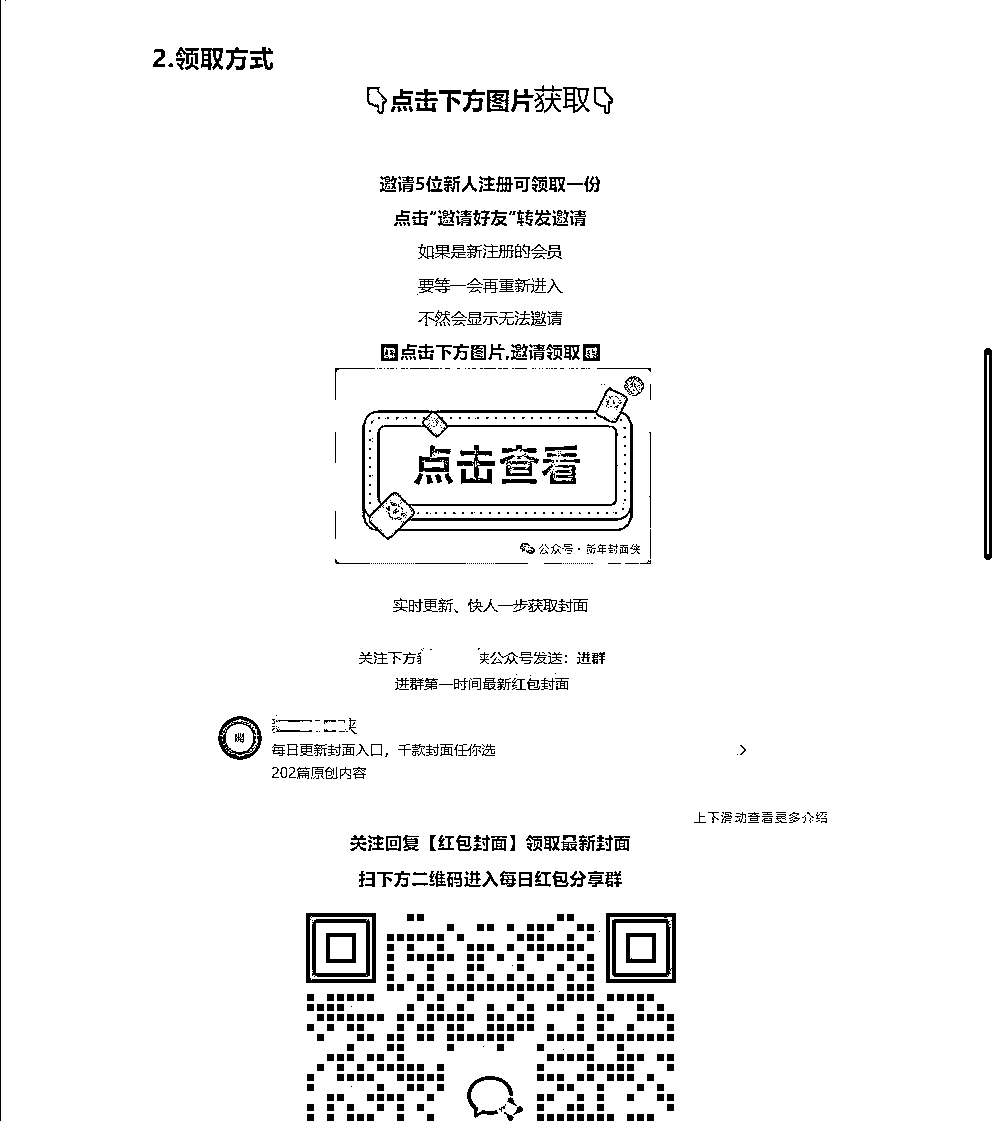 2.领取方式
点击下方图片获取
邀请5位新人注册可领取一份
点击“邀请好友”转发邀请
如果是新注册的会员
要等一会再重新进入
不然会显示无法邀请
点击下方图片,邀请领取
点击查看
公众号·贺年封面侠
实时更新、快人一步获取封面
关注下方 侠公众号发送：进群
进群第一时间最新红包封面
侠
每日更新封面入口，千款封面任你选
202篇原创内容
上下滑动查看更多介绍
关注回复【红包封面】领取最新封面
扫下方二维码进入每日红包分享群